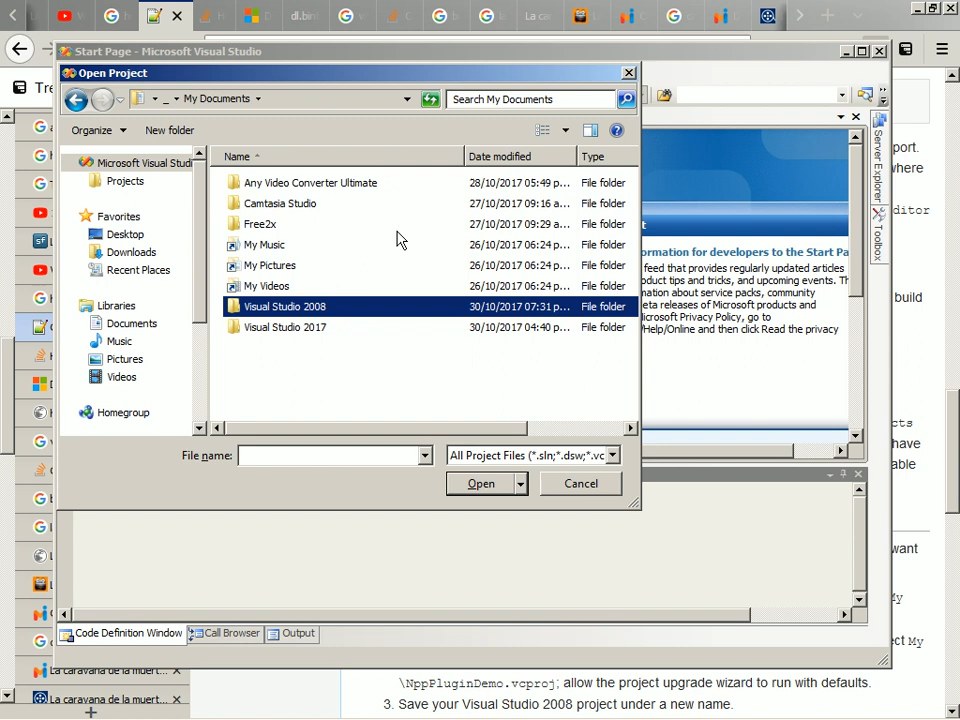 dl.bin
La car
Start Page - Microsoft Visual Studio
Open Project
Tre
My Documents
Search My Documents
Organize
New folder
Name
Date modified
Type
Microsoft Visual Studi
Projects
Favorites
Desktop
Downloads
Recent Places
Libraries
Documents
Music
Pictures
Videos
Homegroup
Any Video Converter Ultimate 28/10/2017 05:49 p... File folder
Camtasia Studio 27/10/2017 09:16 a... File folder
Free2x 27/10/2017 09:29 a... File folder
My Music 26/10/2017 06:24 p... File folder
My Pictures 26/10/2017 06:24 p... File folder
My Videos 26/10/2017 06:24 p... File folder
Visual Studio 2008 30/10/2017 07:31 p... File folder
Visual Studio 2017 30/10/2017 04:40 p... File folder
File name:
All Project Files (*.sln;*.dsw;*.vc
Open
Cancel
Server Explorer
Toolbox
t
ormation for developers to the Start Pa
feed that provides regularly updated articles
oduct tips and tricks, and upcoming events. Th
mation about service packs, community
eta releases of Microsoft products and
icrosoft Privacy Policy, go to
/Help/Online and then click Read the privacy
port.
where
ditor
build
cts
have
able
want
My
ect My
Code Definition Window
Call Browser
Output
La caravana de la muert...
La caravana de la muert...
\NppPluginDemo.vcproj; allow the project upgrade wizard to run with defaults.
3. Save your Visual Studio 2008 project under a new name.